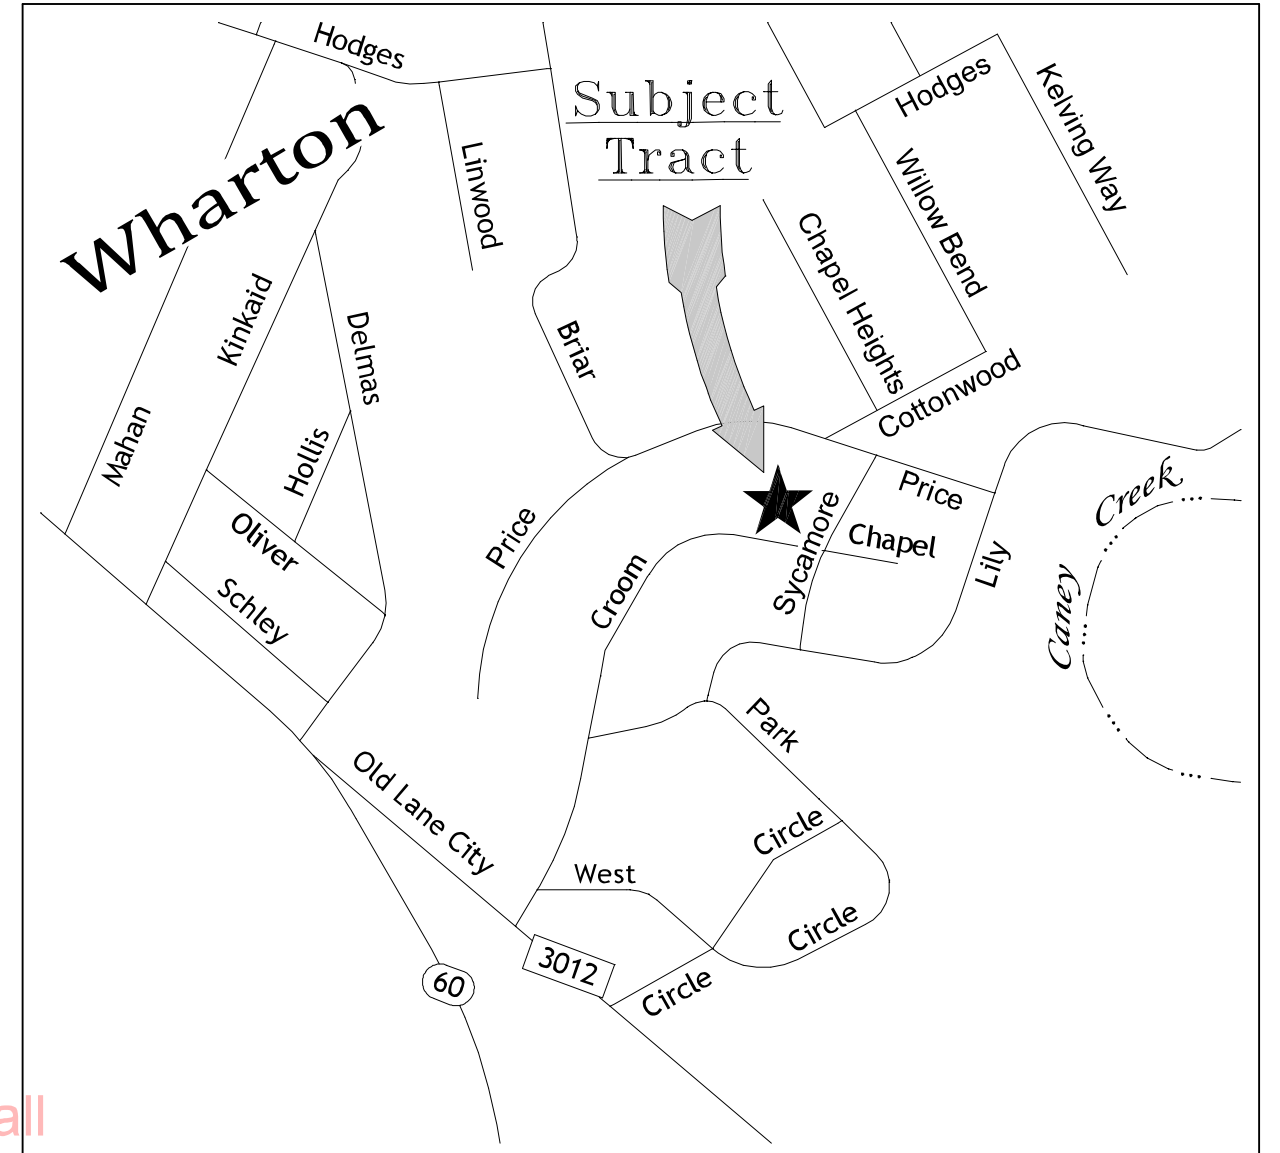 Hodges
Wharton
Linwood
Subject
Tract
Hodges
Kelving Way
Willow Bend
Chapel Heights
Kinkaid
Delmas
Briar
Mahan
Hollis
Cottonwood
Price
Creek
Oliver
Price
Sycamore
Chapel
Croom
Lily
Schley
Caney
Park
Old Lane City
Circle
West
Circle
3012
60
Circle
all